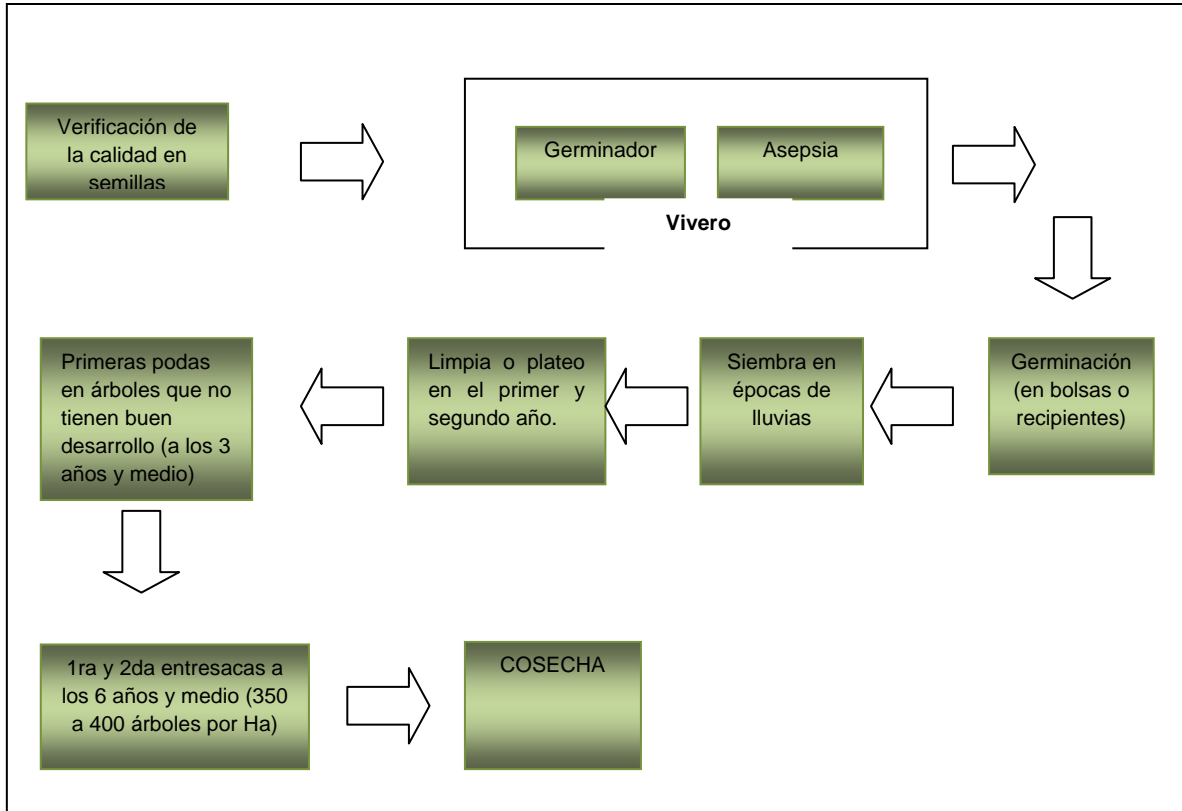 Verificación de
la calidad en
semillas
Germinador
Asepsia
Vivero
Germinación
(en bolsas o
recipientes)
Siembra en
épocas de
lluvias
Limpia o plateo
en el primer y
segundo año.
Primeras podas
en árboles que no
tienen buen
desarrollo (a los 3
años y medio)
1ra y 2da entresacas a
los 6 años y medio (350
a 400 árboles por Ha)
COSECHA